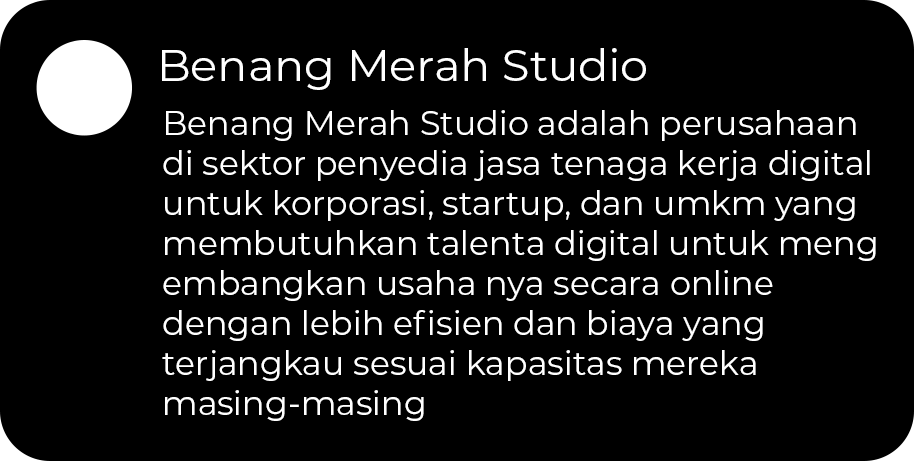 Benang Merah Studio
Benang Merah Studio adalah perusahaan
di sektor penyedia jasa tenaga kerja digital
untuk korporasi, startup, dan umkm yang
membutuhkan talenta digital untuk meng
embangkan usaha nya secara online
dengan lebih efisien dan biaya yang
terjangkau sesuai kapasitas mereka
masing-masing